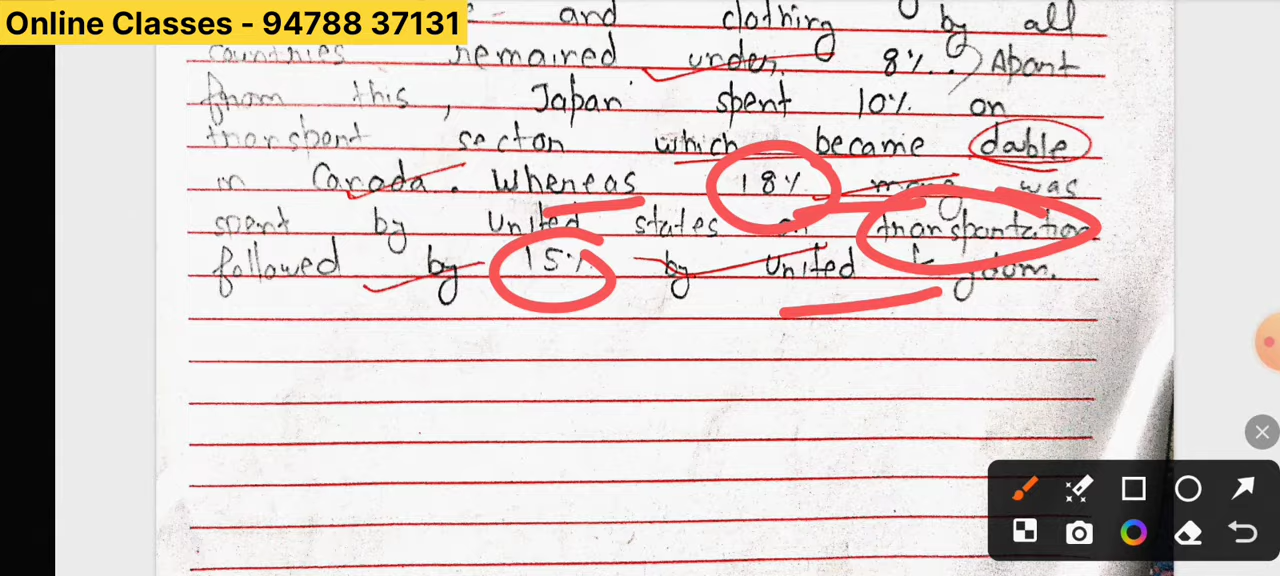 Online Classes - 94788 37131
and clothing by all
countries remaired under 8%. Apart
from this, Japan spent 10% on
transport sector which became dable
in Carada. Whereas 18% was
spent by United states on transportation
followed by 15% by United gdom.